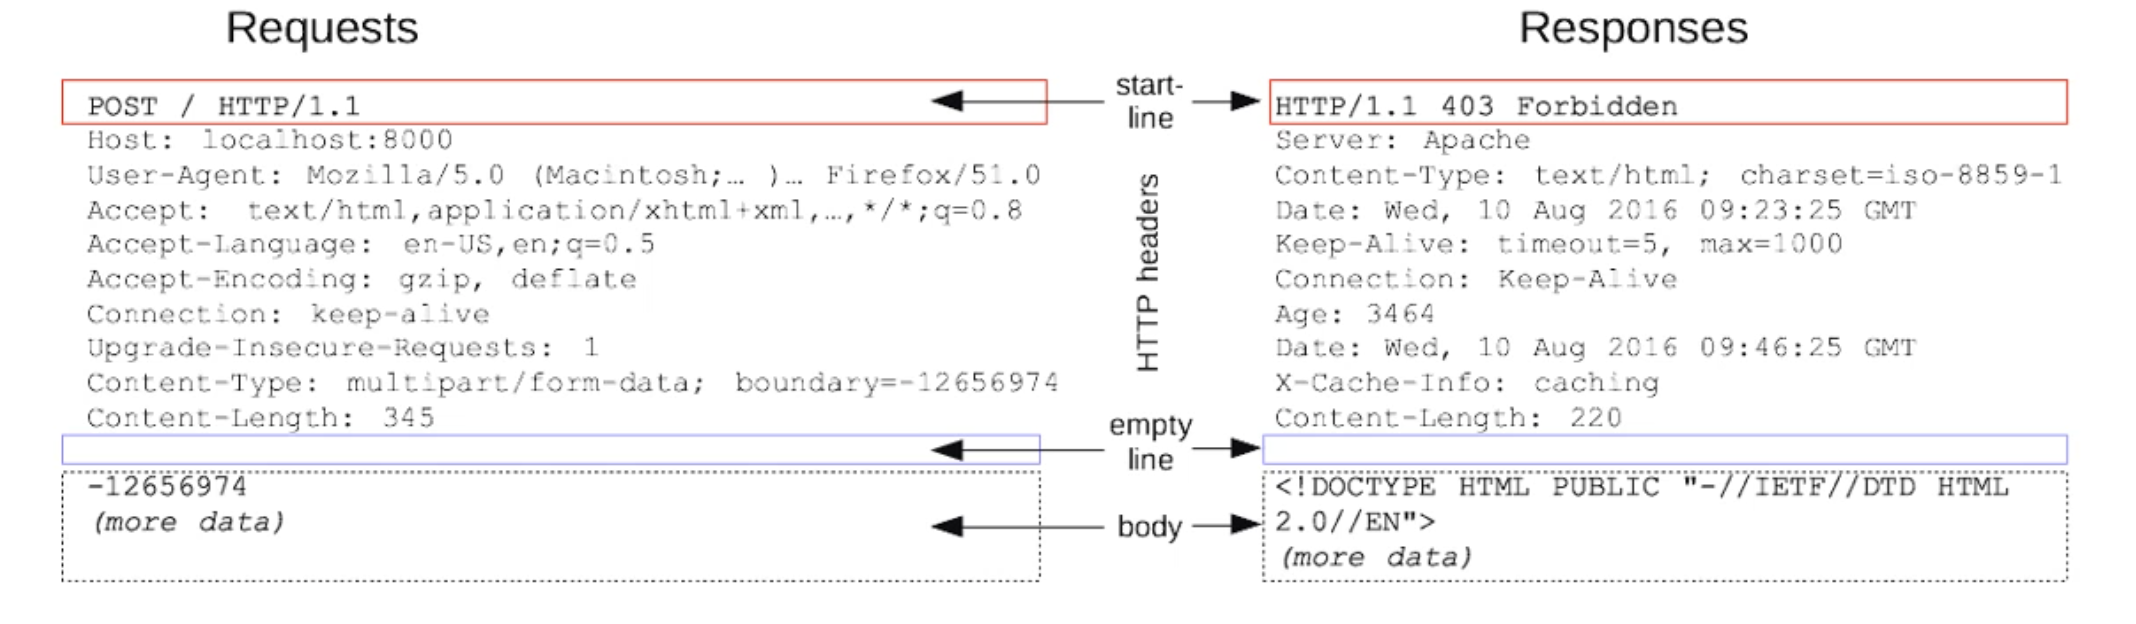 Requests
POST / HTTP/1.1
Host: localhost:8000
User-Agent: Mozilla/5.0 (Macintosh;… )… Firefox/51.0
Accept: text/html,application/xhtml+xml,…,*/*;q=0.8
Accept-Language: en-US,en;q=0.5
Accept-Encoding: gzip, deflate
Connection: keep-alive
Upgrade-Insecure-Requests: 1
Content-Type: multipart/form-data; boundary=-12656974
Content-Length: 345
-12656974
(more data)
start-
line
HTTP headers
empty
line
body
Responses
HTTP/1.1 403 Forbidden
Server: Apache
Content-Type: text/html; charset=iso-8859-1
Date: Wed, 10 Aug 2016 09:23:25 GMT
Keep-Alive: timeout=5, max=1000
Connection: Keep-Alive
Age: 3464
Date: Wed, 10 Aug 2016 09:46:25 GMT
X-Cache-Info: caching
Content-Length: 220
<!DOCTYPE HTML PUBLIC "-//IETF//DTD HTML
2.0//EN">
(more data)